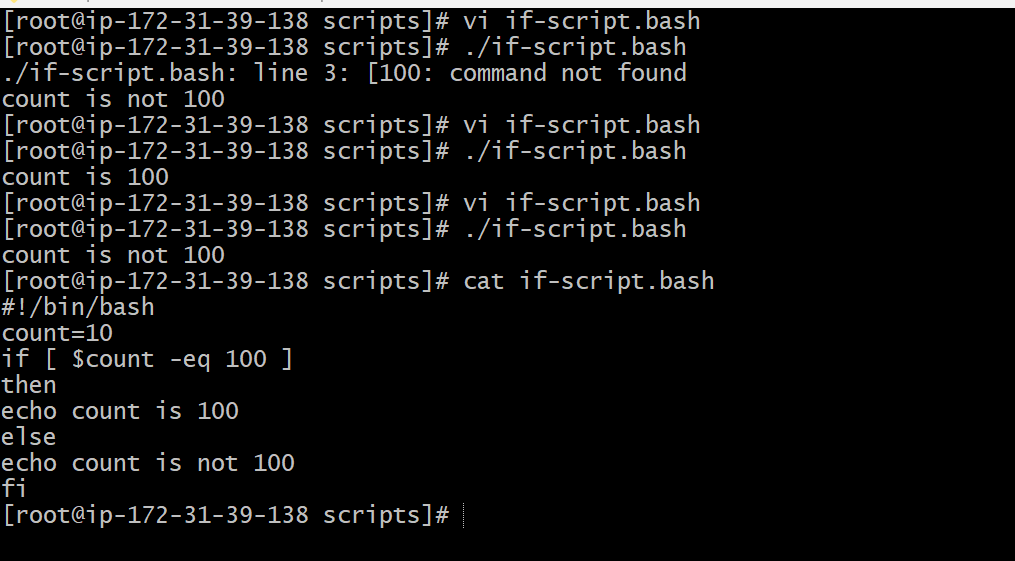 [root@ip-172-31-39-138 scripts]# vi if-script.bash
[root@ip-172-31-39-138 scripts]# ./if-script.bash
./if-script.bash: line 3: [100: command not found
count is not 100
[root@ip-172-31-39-138 scripts]# vi if-script.bash
[root@ip-172-31-39-138 scripts]# ./if-script.bash
count is 100
[root@ip-172-31-39-138 scripts]# vi if-script.bash
[root@ip-172-31-39-138 scripts]# ./if-script.bash
count is not 100
[root@ip-172-31-39-138 scripts]# cat if-script.bash
#!/bin/bash
count=10
if [ $count -eq 100 ]
then
echo count is 100
else
echo count is not 100
fi
[root@ip-172-31-39-138 scripts]#